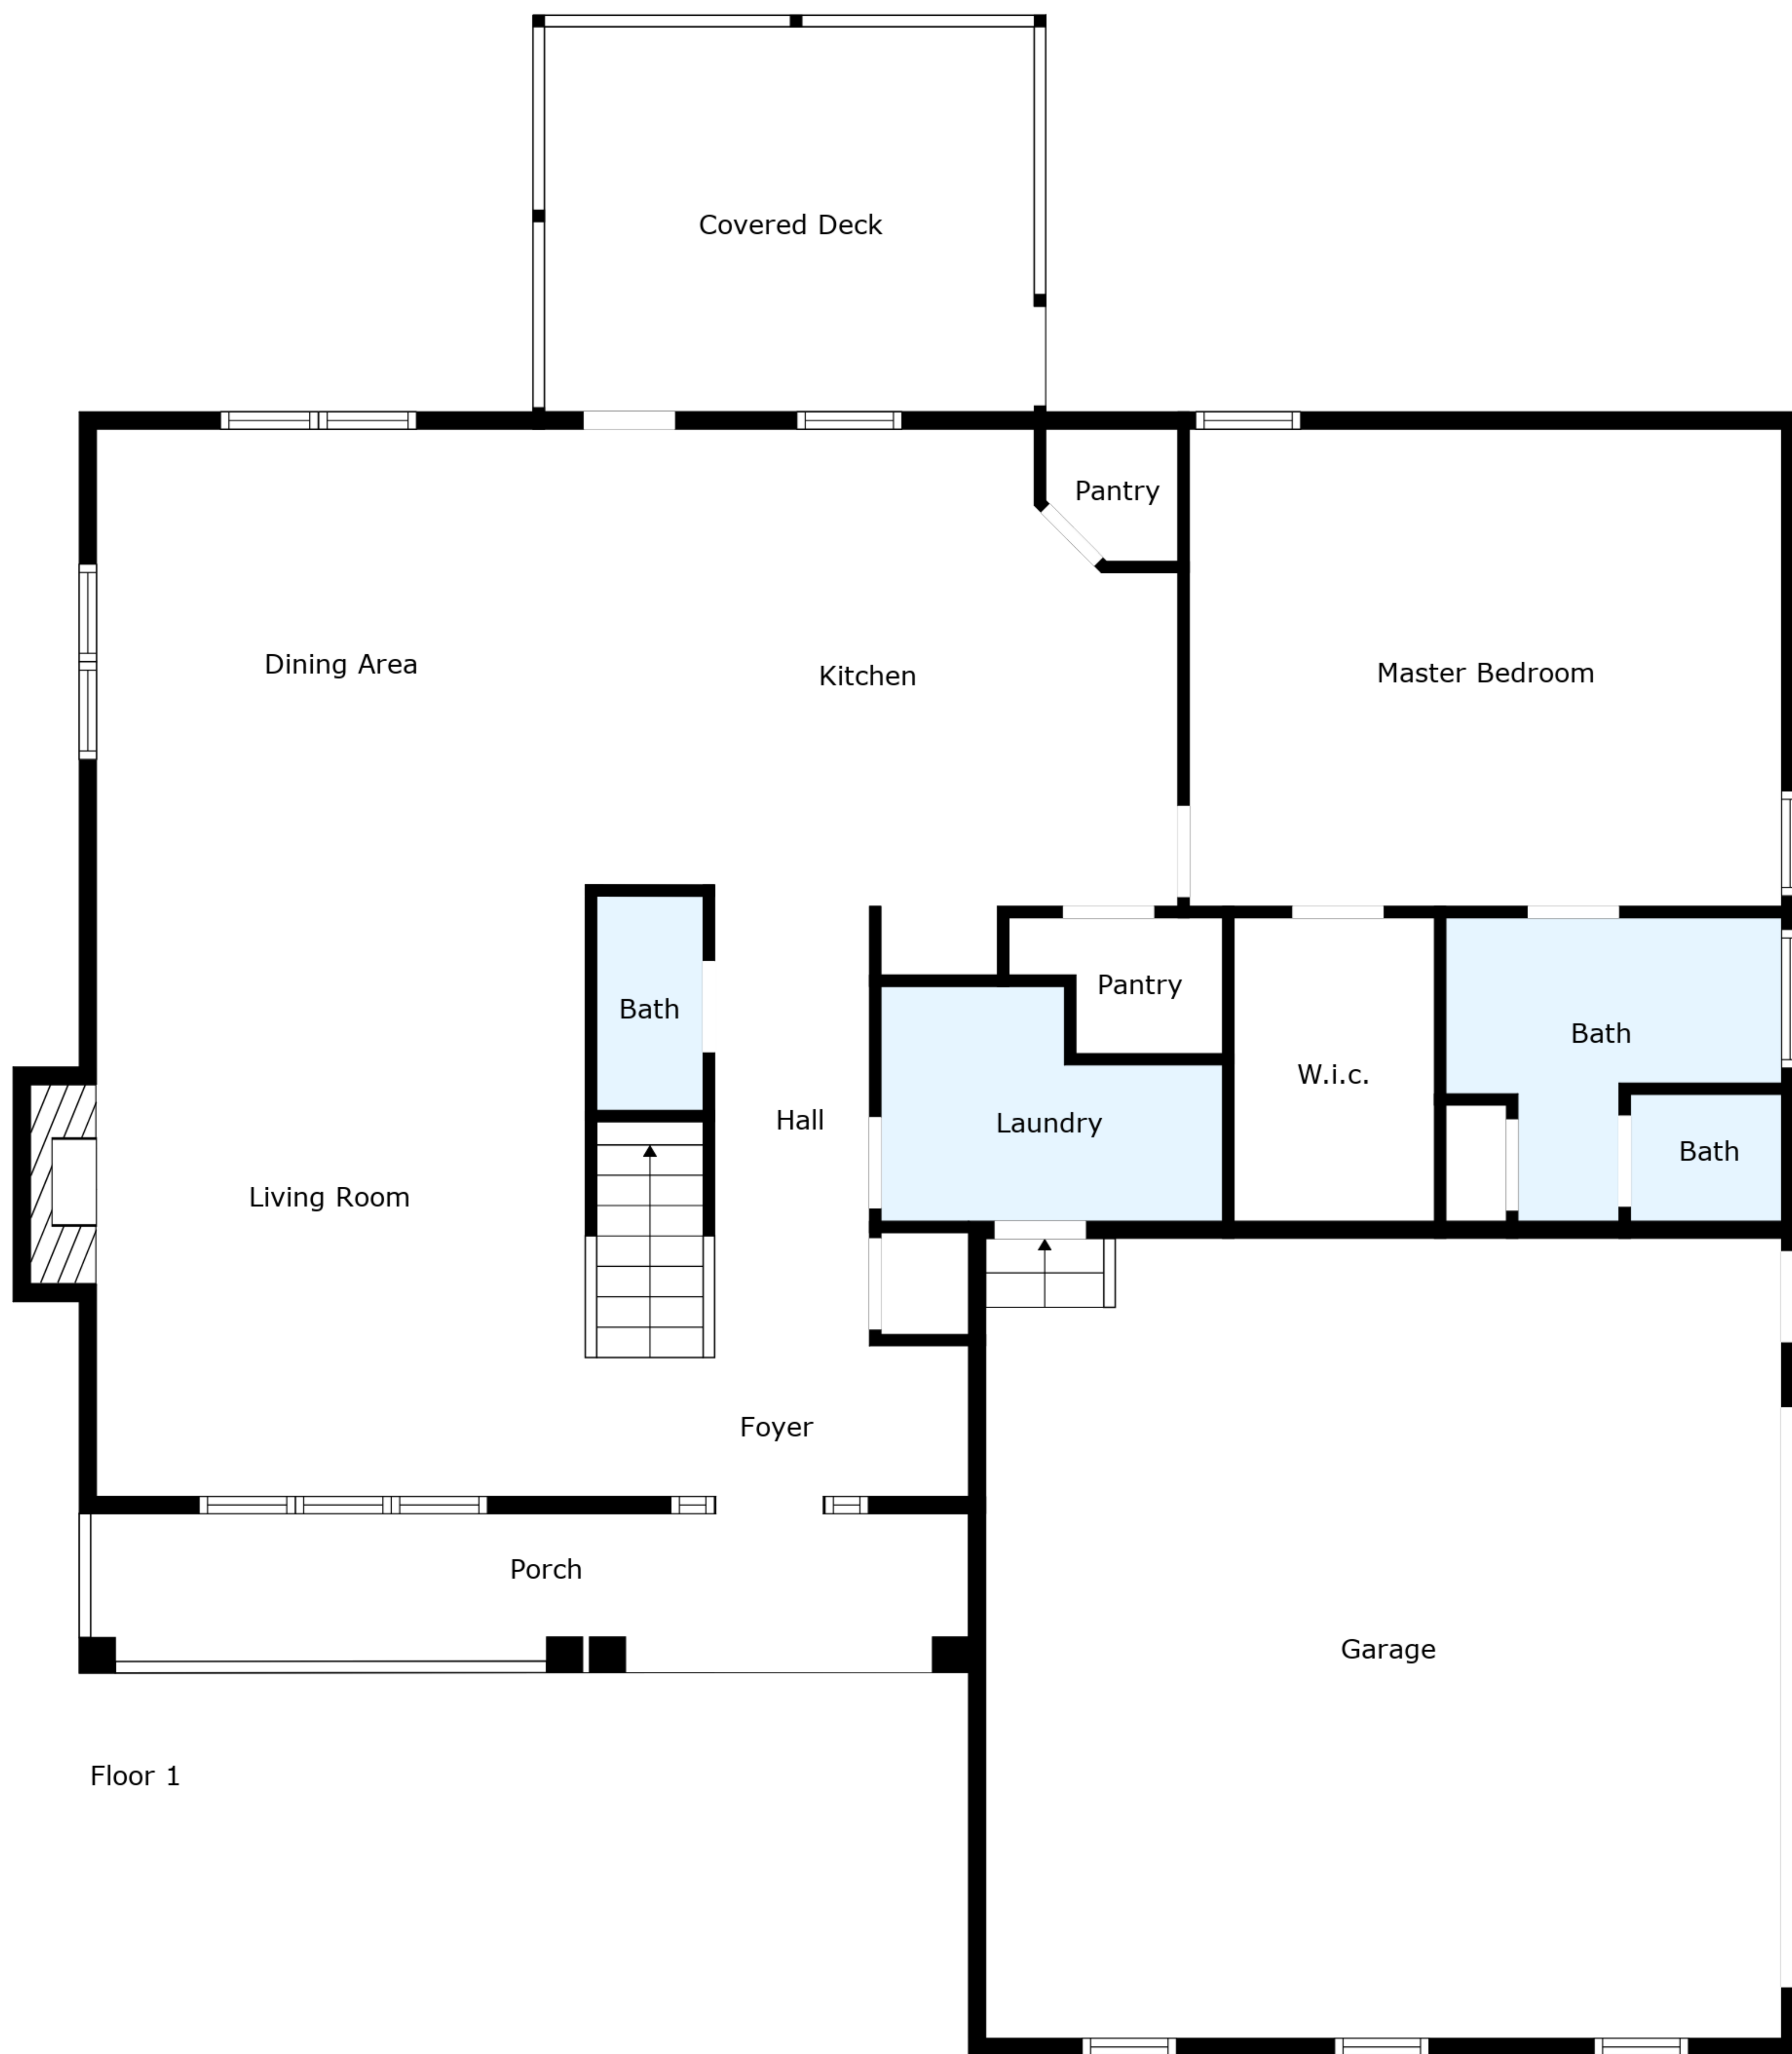 Covered Deck
Pantry
Dining Area
Kitchen
Master Bedroom
Pantry
Bath
Bath
W.i.c.
Hall
Laundry
Bath
Living Room
Foyer
Porch
Garage
Floor 1